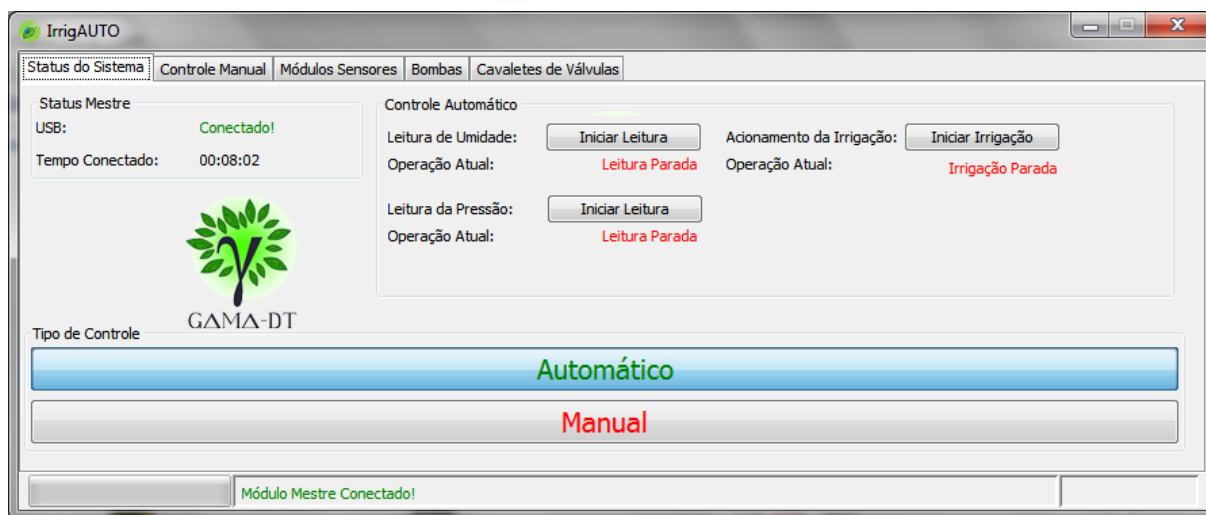 IrrigAUTO
Status do Sistema Controle Manual Módulos Sensores Bombas Cavaletes de Válvulas
Status Mestre
USB: Conectado!
Tempo Conectado: 00:08:02
Controle Automático
Leitura de Umidade: Iniciar Leitura Acionamento da Irrigação: Iniciar Irrigação
Operação Atual: Leitura Parada Operação Atual: Irrigação Parada
Leitura da Pressão: Iniciar Leitura
Operação Atual: Leitura Parada
γ
GΔMΔ-DT
Tipo de Controle
Automático
Manual
Módulo Mestre Conectado!